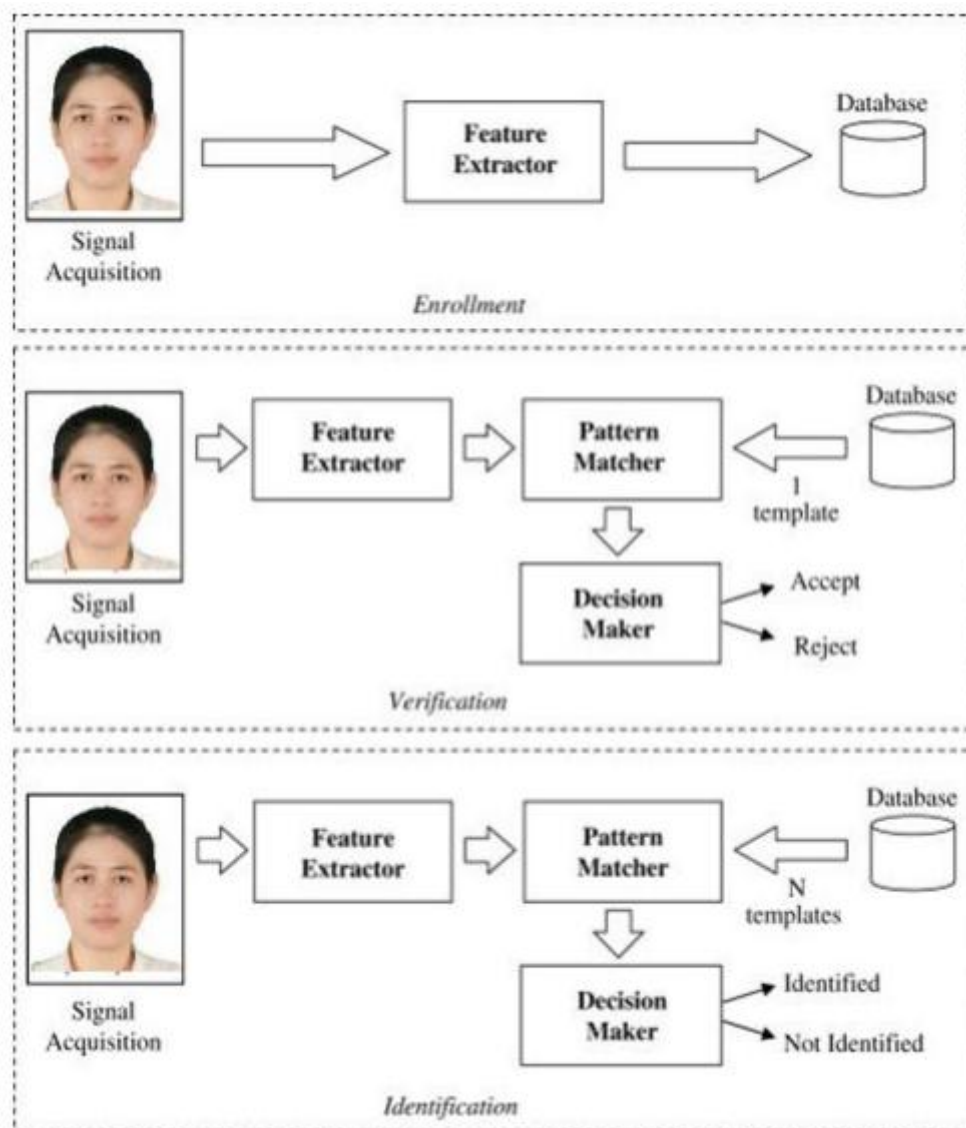 Database
Feature
Extractor
Signal
Acquisition
Enrollment
Database
Feature
Extractor
Pattern
Matcher
1
template
Decision
Maker
Accept
Reject
Signal
Acquisition
Verification
Database
Feature
Extractor
Pattern
Matcher
N
templates
Decision
Maker
Identified
Not Identified
Signal
Acquisition
Identification